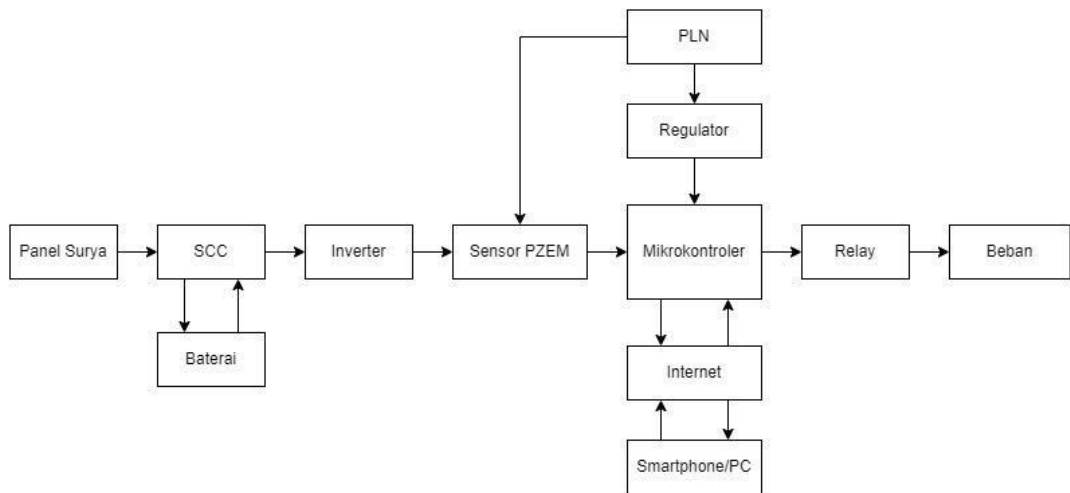 PLN
Regulator
Panel Surya
SCC
Inverter
Sensor PZEM
Mikrokontroler
Relay
Beban
Baterai
Internet
Smartphone/PC